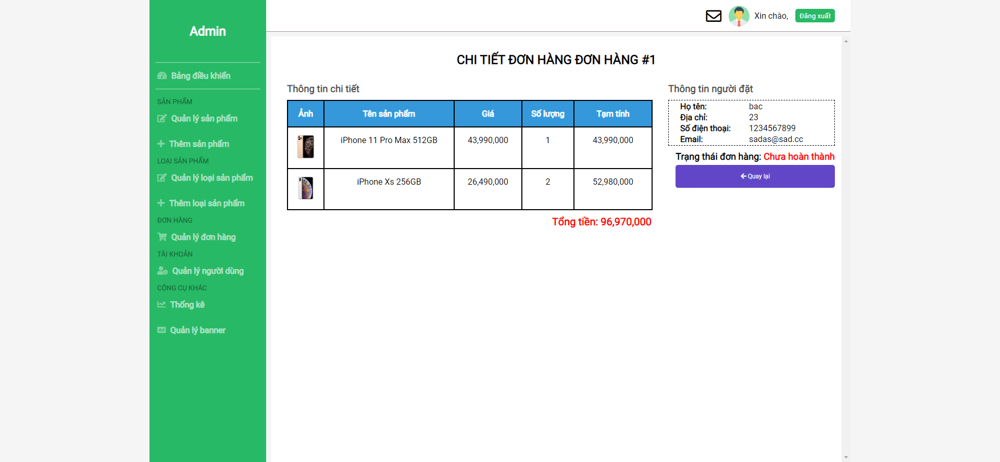 Admin
Bảng điều khiển
SẢN PHẨM
Quản lý sản phẩm
Thêm sản phẩm
LOẠI SẢN PHẨM
Quản lý loại sản phẩm
Thêm loại sản phẩm
ĐƠN HÀNG
Quản lý đơn hàng
TÀI KHOẢN
Quản lý người dùng
CÔNG CỤ KHÁC
Thống kê
Ad Quản lý banner
Xin chào, Đăng xuất
CHI TIẾT ĐƠN HÀNG ĐƠN HÀNG #1
Thông tin chi tiết
Ảnh Tên sản phẩm Giá Số lượng Tạm tính
iPhone 11 Pro Max 512GB 43,990,000 1 43,990,000
iPhone Xs 256GB 26,490,000 2 52,980,000
Tổng tiền: 96,970,000
Thông tin người đặt
Họ tên: bac
Địa chỉ: 23
Số điện thoại: 1234567899
Email: sadas@sad.cc
Trạng thái đơn hàng: Chưa hoàn thành
Quay lại